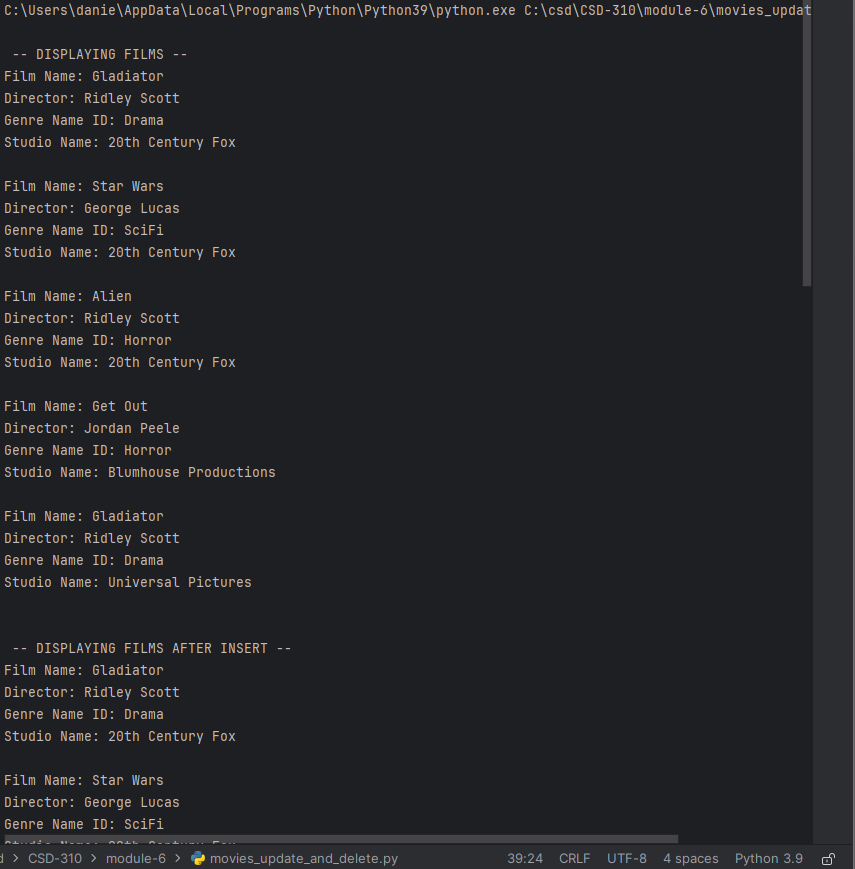 C:\Users\danie\AppData\Local\Programs\Python\Python39\python.exe C:\csd\CSD-310\module-6\movies_updat
-- DISPLAYING FILMS --
Film Name: Gladiator
Director: Ridley Scott
Genre Name ID: Drama
Studio Name: 20th Century Fox
Film Name: Star Wars
Director: George Lucas
Genre Name ID: SciFi
Studio Name: 20th Century Fox
Film Name: Alien
Director: Ridley Scott
Genre Name ID: Horror
Studio Name: 20th Century Fox
Film Name: Get Out
Director: Jordan Peele
Genre Name ID: Horror
Studio Name: Blumhouse Productions
Film Name: Gladiator
Director: Ridley Scott
Genre Name ID: Drama
Studio Name: Universal Pictures
-- DISPLAYING FILMS AFTER INSERT --
Film Name: Gladiator
Director: Ridley Scott
Genre Name ID: Drama
Studio Name: 20th Century Fox
Film Name: Star Wars
Director: George Lucas
Genre Name ID: SciFi
d > CSD-310 > module-6 > movies_update_and_delete.py 39:24 CRLF UTF-8 4 spaces Python 3.9